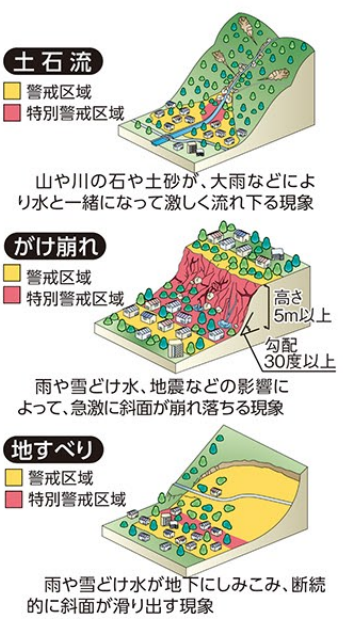 土石流
警戒区域
特別警戒区域
山や川の石や土砂が、大雨などによ
り水と一緒になって激しく流れ下る現象
がけ崩れ
警戒区域
特別警戒区域
高さ
5m以上
勾配
30度以上
雨や雪どけ水、地震などの影響に
よって、急激に斜面が崩れ落ちる現象
地すべり
警戒区域
特別警戒区域
雨や雪どけ水が地下にしみこみ、断続
的に斜面が滑り出す現象